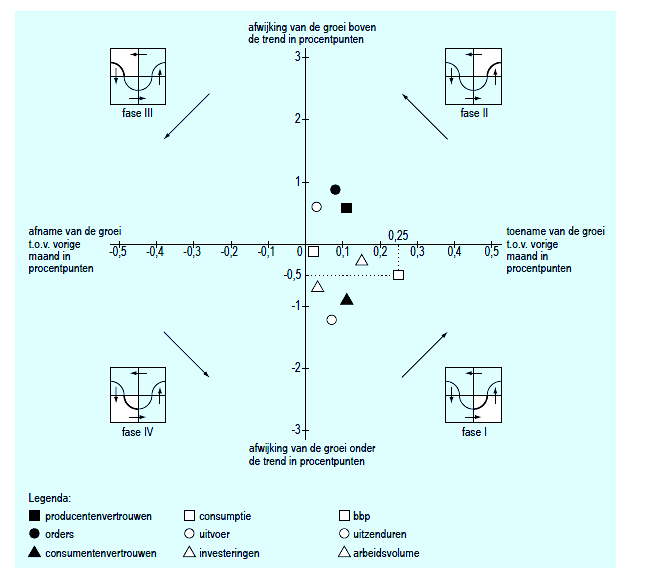 afwijking van de groei boven
de trend in procentpunten
3
fase III
fase II
2
1
afname van de groei
t.o.v. vorige
maand in
procentpunten
0,25
toename van de groei
t.o.v. vorige
maand in
procentpunten
-0,5 -0,4 -0,3 -0,2 -0,1 0 0,1 0,2 0,3 0,4 0,5
-0,5
-1
-2
-3
fase IV
fase I
afwijking van de groei onder
de trend in procentpunten
Legenda:
producentenvertrouwen consumptie bbp
orders uitvoer uitzenduren
consumentenvertrouwen investeringen arbeidsvolume